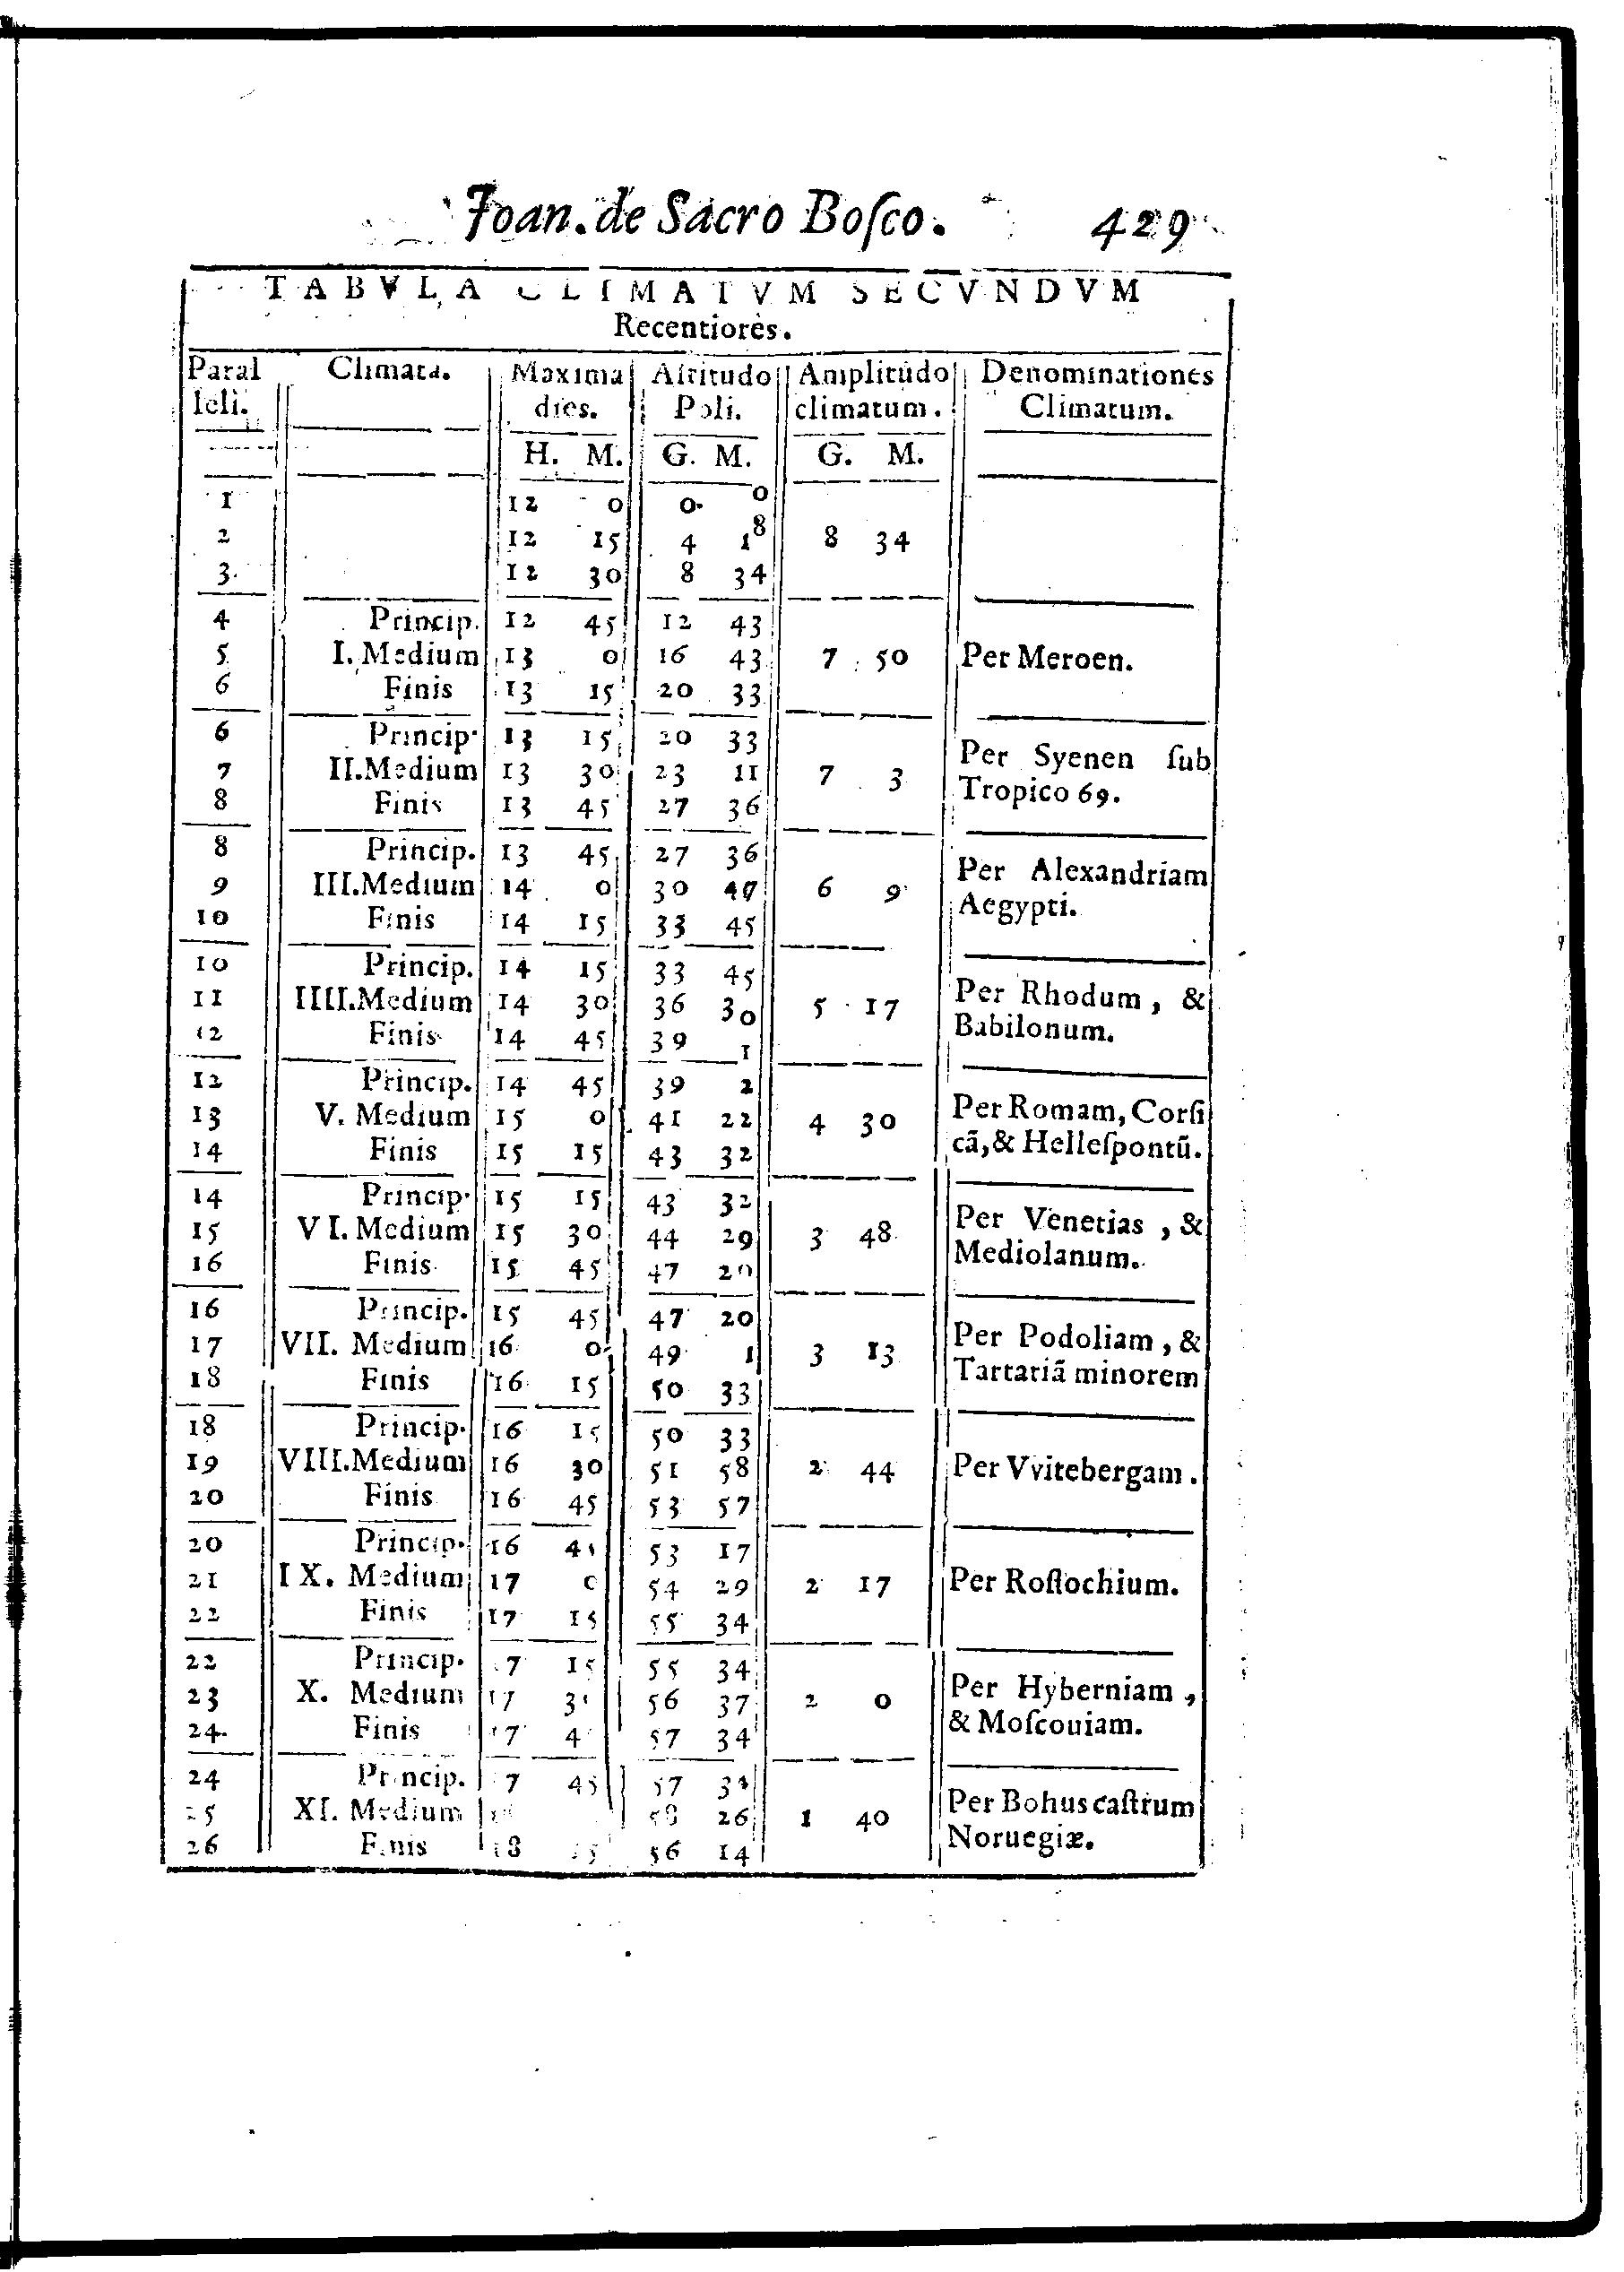 Joan. de Sacro Boſco. 429
TABVLA CLIMATVM SECVNDVM
Recentiores.
Paral Climata. Maxima Altitudo Amplitudo Denominationes
leli. dies. Poli. climatum. Climatum.
H. M. G. M. G. M.
1 12 0 0. 0
2 12 15 4 18 8 34
3. 12 30 8 34
4 Princip. 12 45 12 43
5 I. Medium 13 0 16 43 7 50 Per Meroen.
6 Finis 13 15 20 33
6 Princip. 13 15 20 33 Per Syenen ſub
7 II. Medium 13 30 23 11 7 3 Tropico 69.
8 Finis 13 45 27 36
8 Princip. 13 45 27 36 Per Alexandriam
9 III. Medium 14 0 30 47 6 9 Aegypti.
10 Finis 14 15 33 45
10 Princip. 14 15 33 45 Per Rhodum, &
11 IIII. Medium 14 30 36 30 5 17 Babilonum.
12 Finis 14 45 39 1
12 Princip. 14 45 39 2 Per Romam, Corſi
13 V. Medium 15 0 41 22 4 30 cã, & Helleſpontũ.
14 Finis 15 15 43 32
14 Princip. 15 15 43 32 Per Venetias, &
15 VI. Medium 15 30 44 29 3 48 Mediolanum.
16 Finis 15 45 47 20
16 Princip. 15 45 47 20 Per Podoliam, &
17 VII. Medium 16 0 49 1 3 13 Tartariã minorem
18 Finis 16 15 50 33
18 Princip. 16 15 50 33
19 VIII. Medium 16 30 51 58 2 44 Per Vvitebergam.
20 Finis 16 45 53 57
20 Princip. 16 45 53 17
21 IX. Medium 17 0 54 29 2 17 Per Roſtochium.
22 Finis 17 15 55 34
22 Princip. 7 15 55 34 Per Hyberniam,
23 X. Medium 17 3 56 37 2 0 & Moſcouiam.
24. Finis 17 4 57 34
24 Princip. 7 45 57 34 Per Bohus caſtrum
25 XI. Medium 58 26 1 40 Noruegiæ.
26 Finis 18 56 14